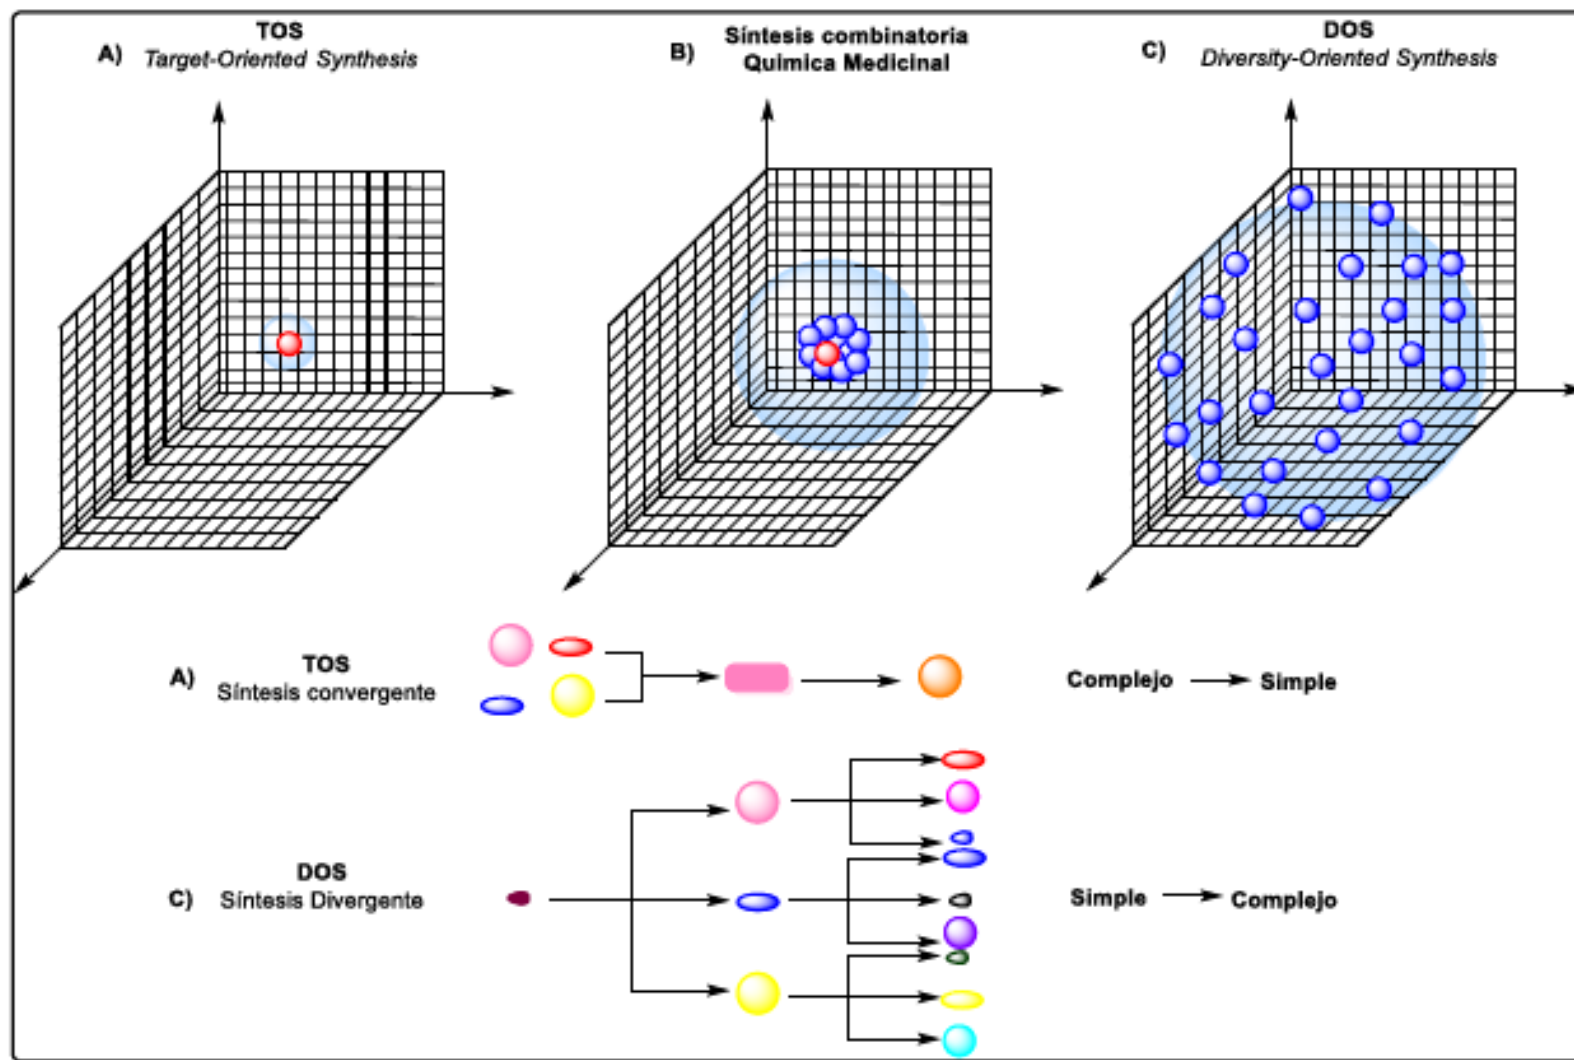 TOS
A) Target-Oriented Synthesis
Síntesis combinatoria
B) Quimica Medicinal
DOS
C) Diversity-Oriented Synthesis
TOS
A) Síntesis convergente
Complejo Simple
DOS
C) Síntesis Divergente
Simple Complejo